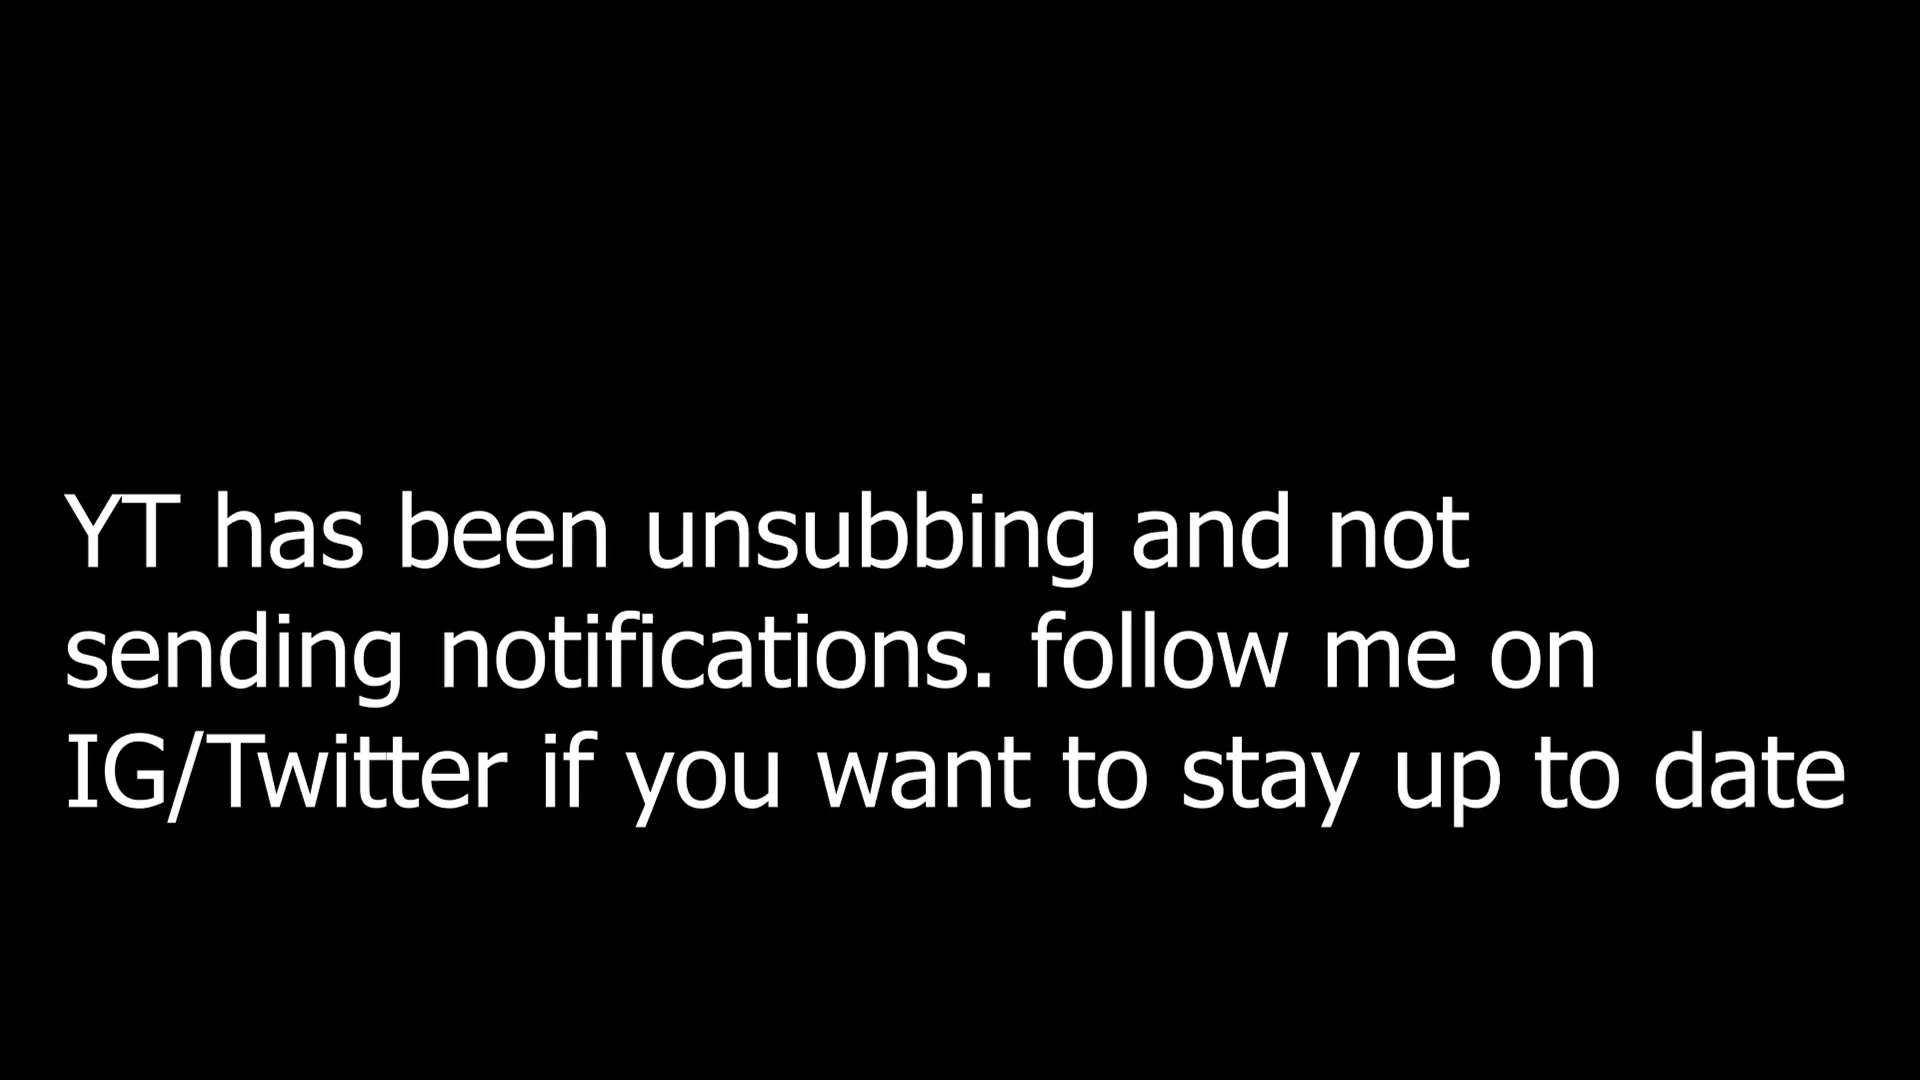 YT has been unsubbing and not
sending notifications. follow me on
IG/Twitter if you want to stay up to date